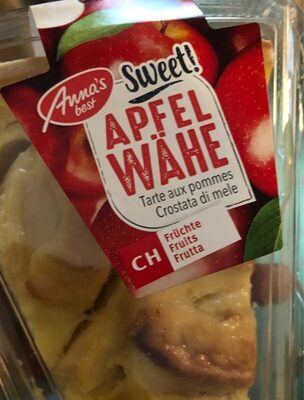 Anna's
best
Sweet!
APFEL
WÄHE
Tarte aux pommes
Crostata di mele
CH
Früchte
Fruits
Frutta